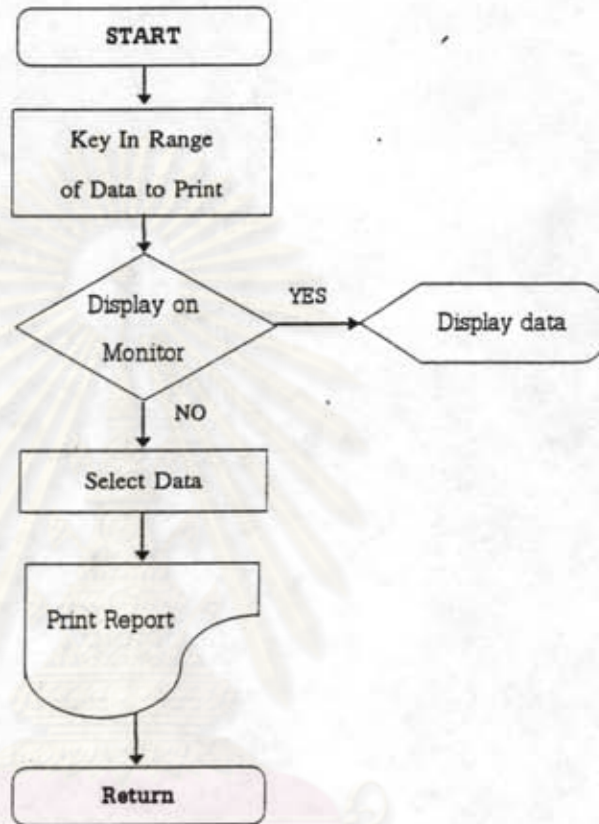 START
Key In Range
of Data to Print
Display on
Monitor
YES
Display data
NO
Select Data
Print Report
Return